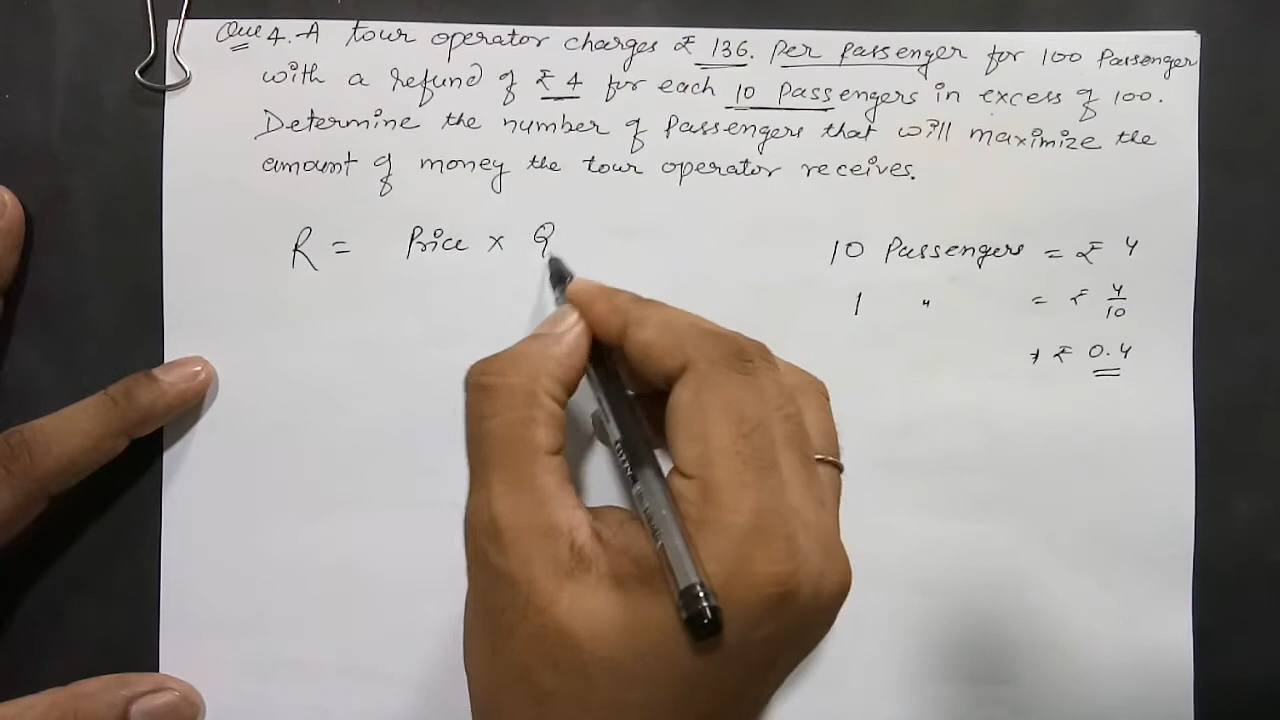 Que 4. A tour operator charges ₹ 136. Per Passenger for 100 Passenger
with a refund of ₹ 4 for each 10 Passengers in excess of 100.
Determine the number of Passengers that will maximize the
amount of money the tour operator receives.
R = Price × Q
10 Passengers = ₹ 4
1 " = ₹ 4/10
₹ 0.4